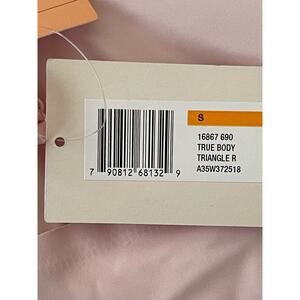 S
16867 690
TRUE BODY
TRIANGLE R
A35W372518
7 90812 68132 9